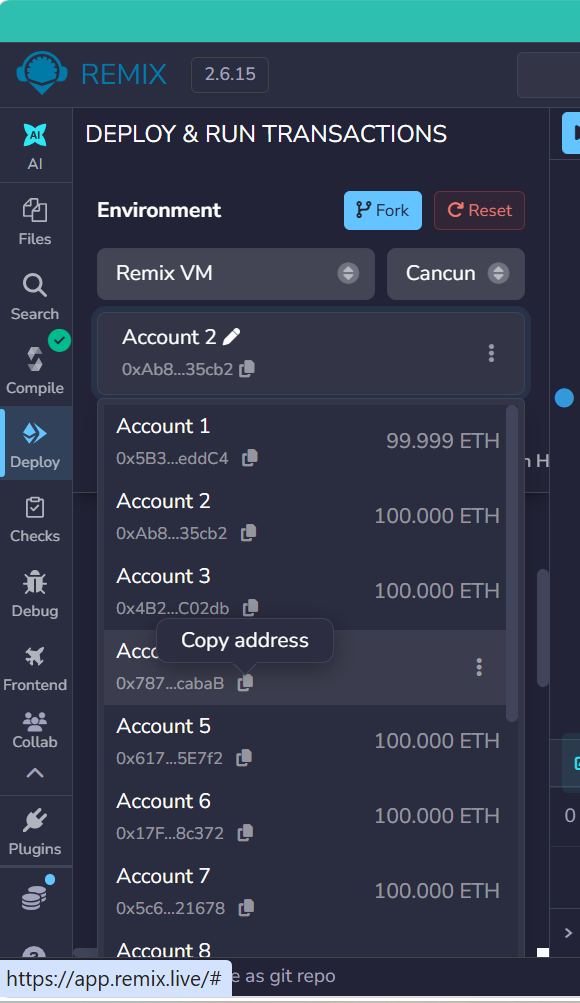 REMIX 2.6.15
AI
AI
DEPLOY & RUN TRANSACTIONS
Files
Environment
Fork
Reset
Search
Remix VM
Cancun
Compile
Account 2
0xAb8...35cb2
Deploy
Account 1
0x5B3...eddC4
99.999 ETH
n H
Checks
Account 2
0xAb8...35cb2
100.000 ETH
Debug
Account 3
0x4B2...C02db
100.000 ETH
Frontend
Copy address
Acco
0x787...cabaB
Collab
Account 5
0x617...5E7f2
100.000 ETH
Plugins
Account 6
0x17F...8c372
100.000 ETH
0
Account 7
0x5c6...21678
100.000 ETH
Account 8
>
https://app.remix.live/#
e as git repo